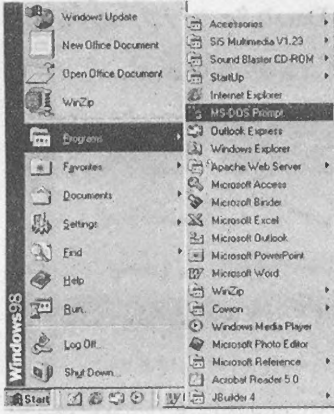 Windows Update
New Office Document
Open Office Document
WinZip
Programs
Favorites
Documents
Settings
Find
Help
Run...
Log Off...
Shut Down...
Windows98
Start
Accessories
SiS Multimedia V1.23
Sound Blaster CD-ROM
StartUp
Internet Explorer
MS-DOS Prompt
Outlook Express
Windows Explorer
Apache Web Server
Microsoft Access
Microsoft Binder
Microsoft Excel
Microsoft Outlook
Microsoft PowerPoint
Microsoft Word
WinZip
Cowon
Windows Media Player
Microsoft Photo Editor
Microsoft Reference
Acrobat Reader 5.0
JBuilder 4